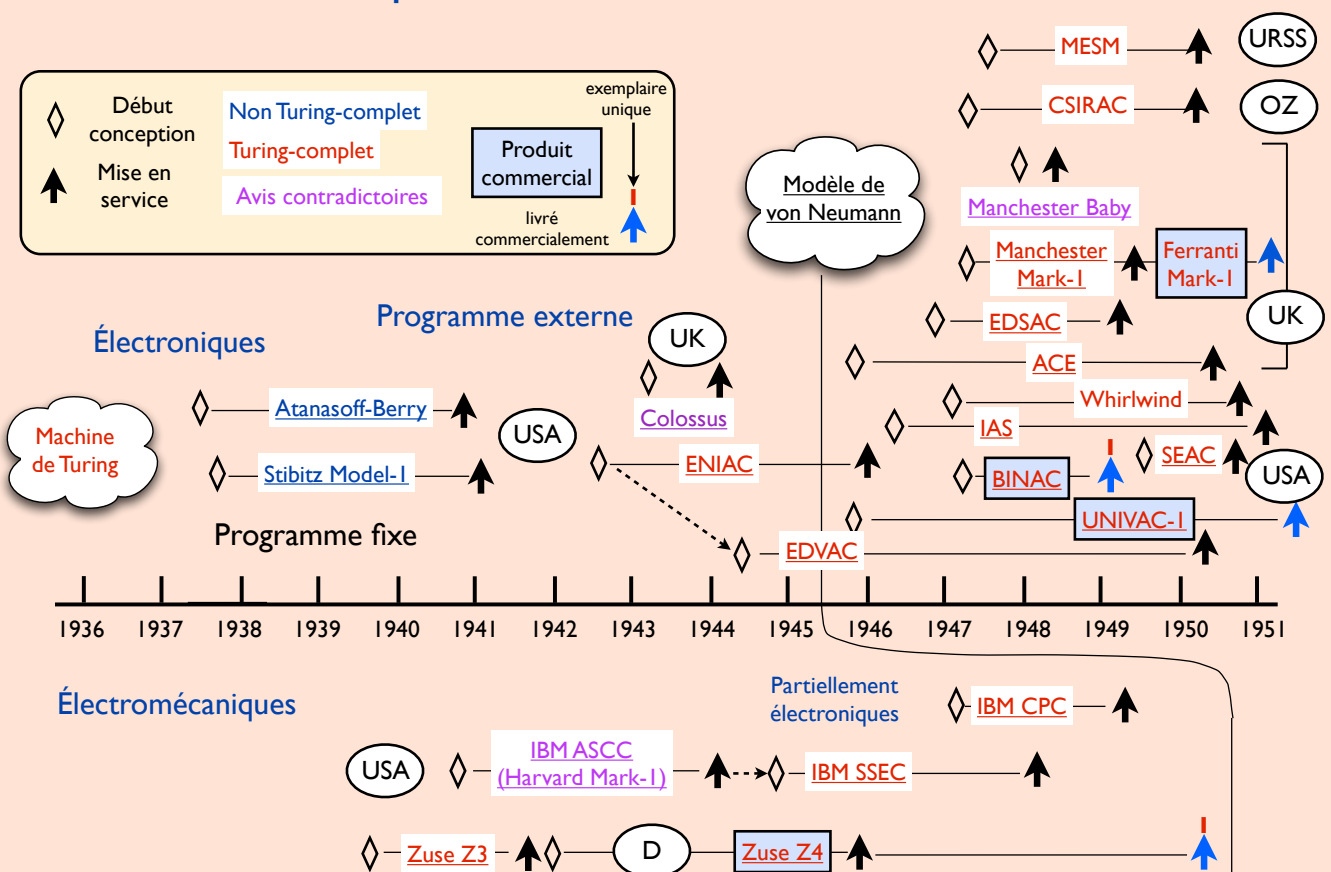 MESM
URSS
CSIRAC
OZ
Début
conception
Mise en
service
Non Turing-complet
Turing-complet
Avis contradictoires
Produit
commercial
exemplaire
unique
livré
commercialement
Modèle de
von Neumann
Manchester Baby
Manchester
Mark-1
Ferranti
Mark-1
EDSAC
UK
ACE
Programme externe
Électroniques
UK
Colossus
Whirlwind
Atanasoff-Berry
IAS
Machine
de Turing
USA
SEAC
Stibitz Model-1
ENIAC
BINAC
USA
UNIVAC-1
Programme fixe
EDVAC
1936 1937 1938 1939 1940 1941 1942 1943 1944 1945 1946 1947 1948 1949 1950 1951
Électromécaniques
Partiellement
électroniques
IBM CPC
USA
IBM ASCC
(Harvard Mark-1)
IBM SSEC
Zuse Z3
D
Zuse Z4